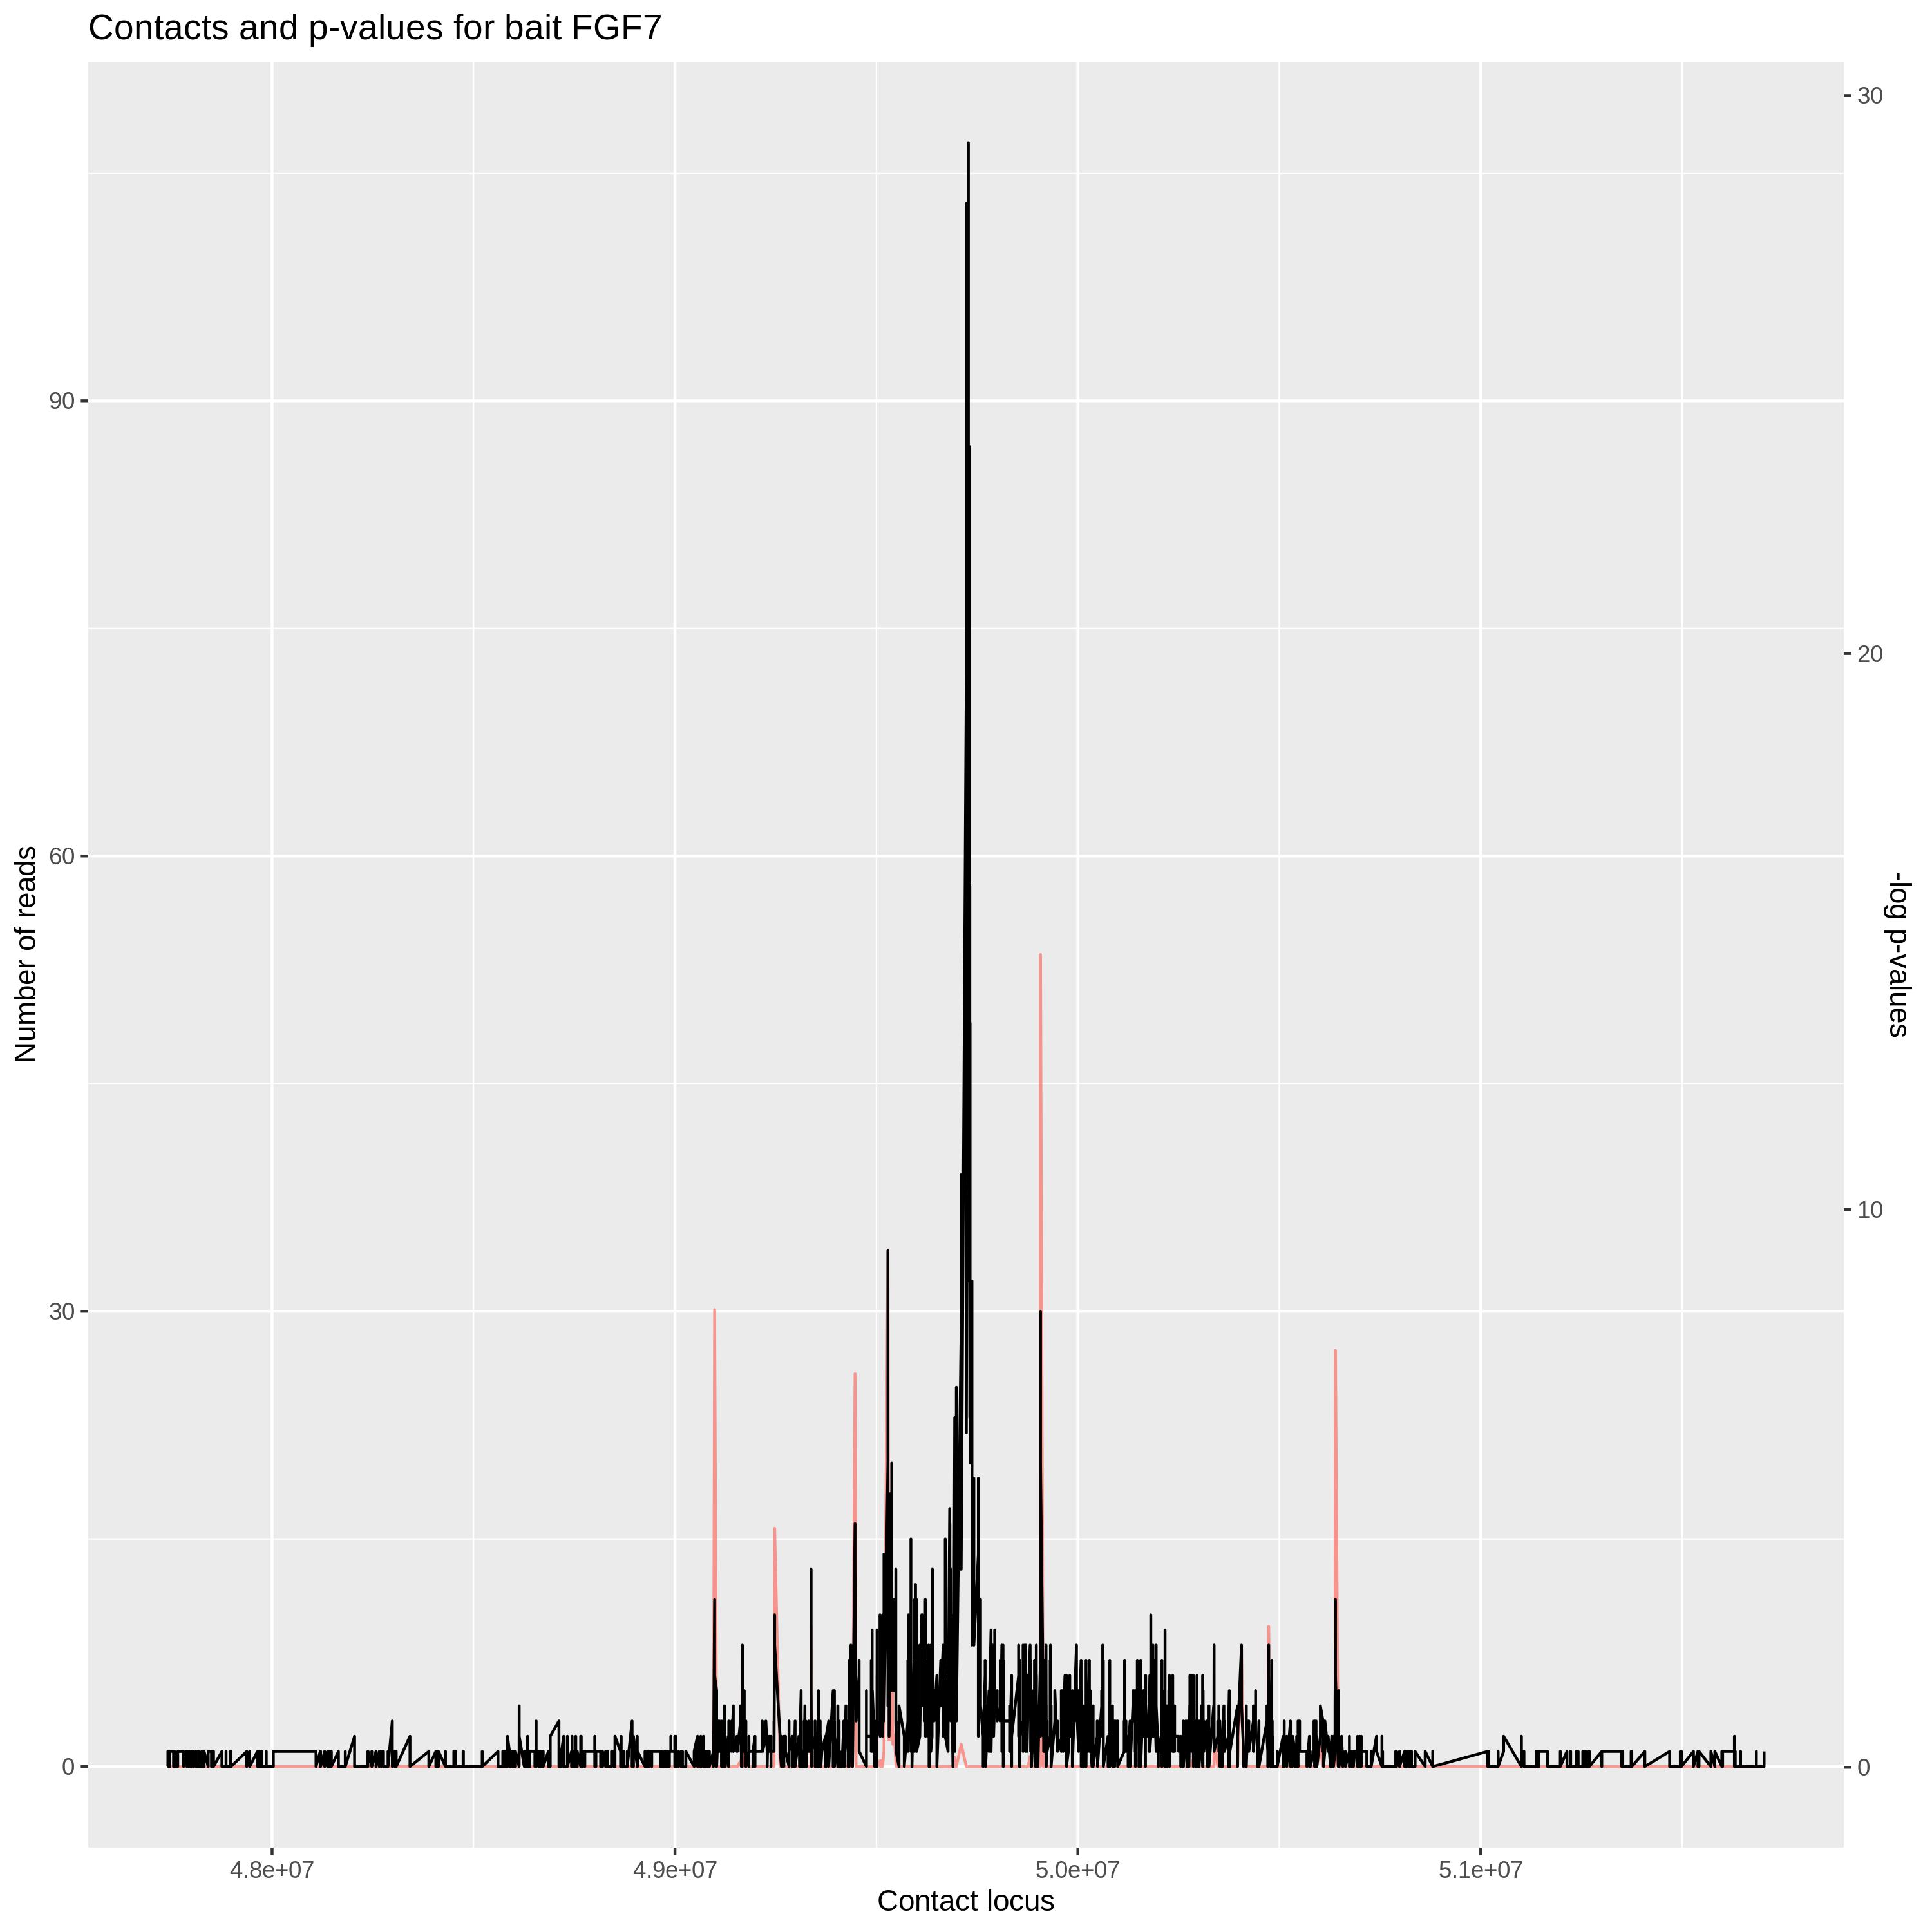 Contacts and p-values for bait FGF7
30
90
20
60
Number of reads
-log p-values
10
30
0
0
4.8e+07 4.9e+07 5.0e+07 5.1e+07
Contact locus